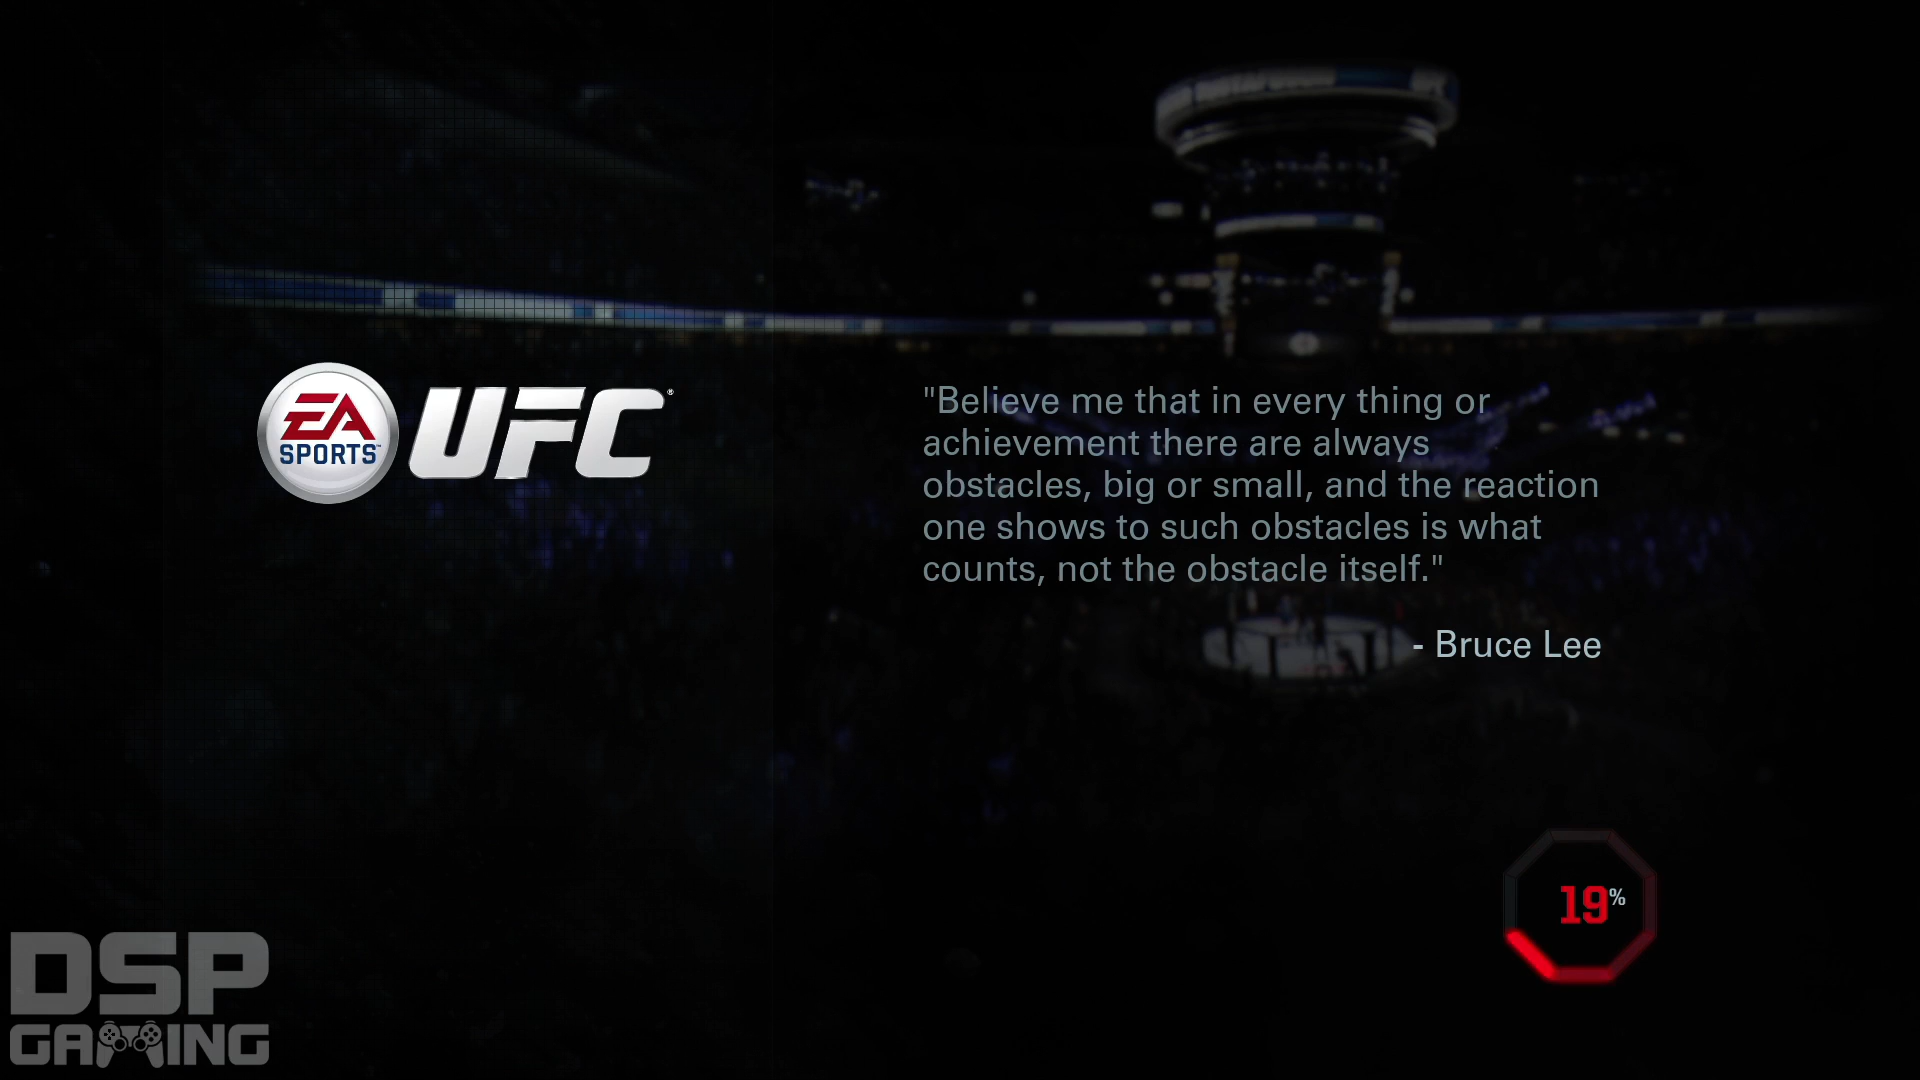 EA
SPORTS™
UFC®
"Believe me that in every thing or
achievement there are always
obstacles, big or small, and the reaction
one shows to such obstacles is what
counts, not the obstacle itself."
- Bruce Lee
19%
DSP
GAMING